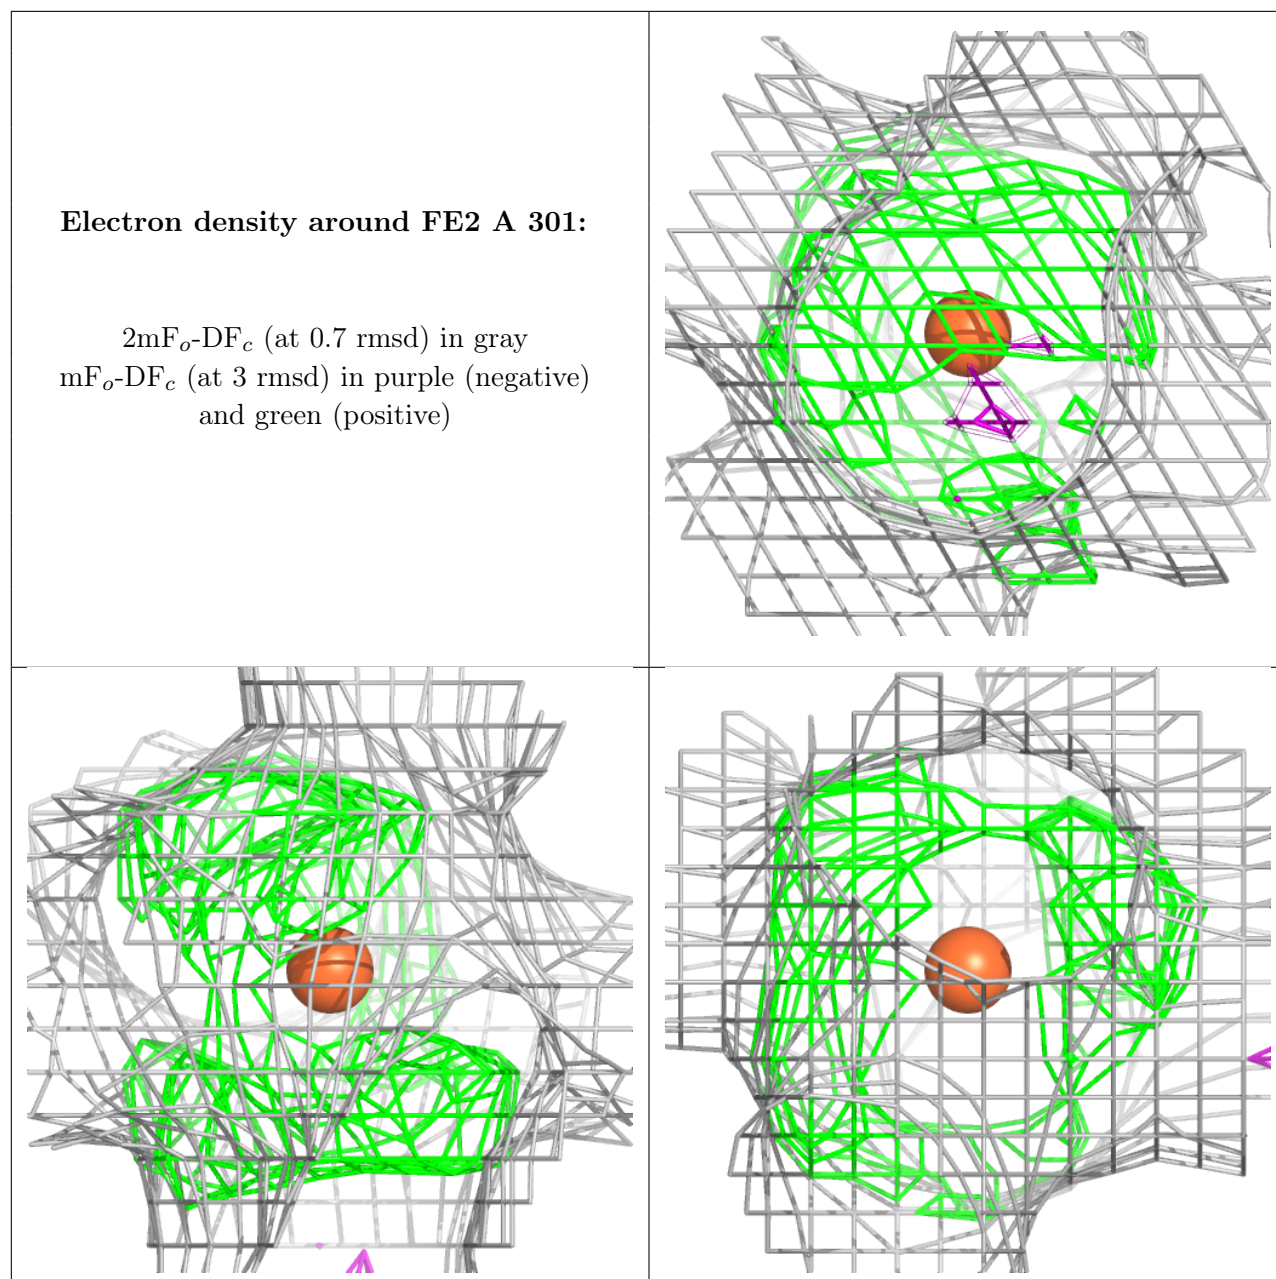 Electron density around FE2 A 301:
2mFo-DFc (at 0.7 rmsd) in gray
mFo-DFc (at 3 rmsd) in purple (negative)
and green (positive)